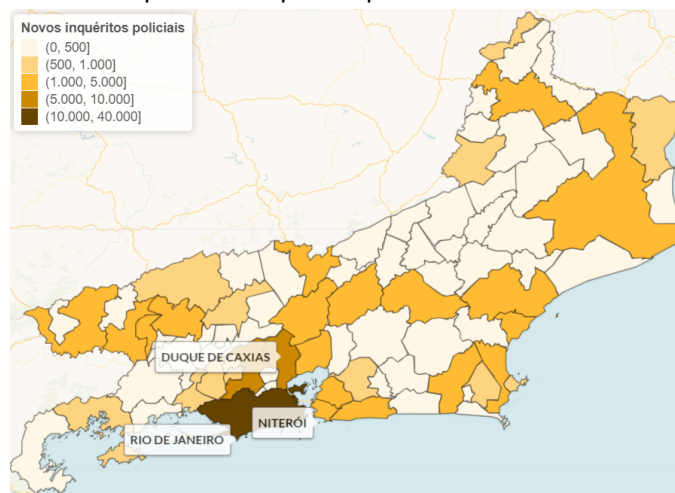 Novos inquéritos policiais
(0, 500]
(500, 1.000]
(1.000, 5.000]
(5.000, 10.000]
(10.000, 40.000]
DUQUE DE CAXIAS
NITERÓI
RIO DE JANEIRO